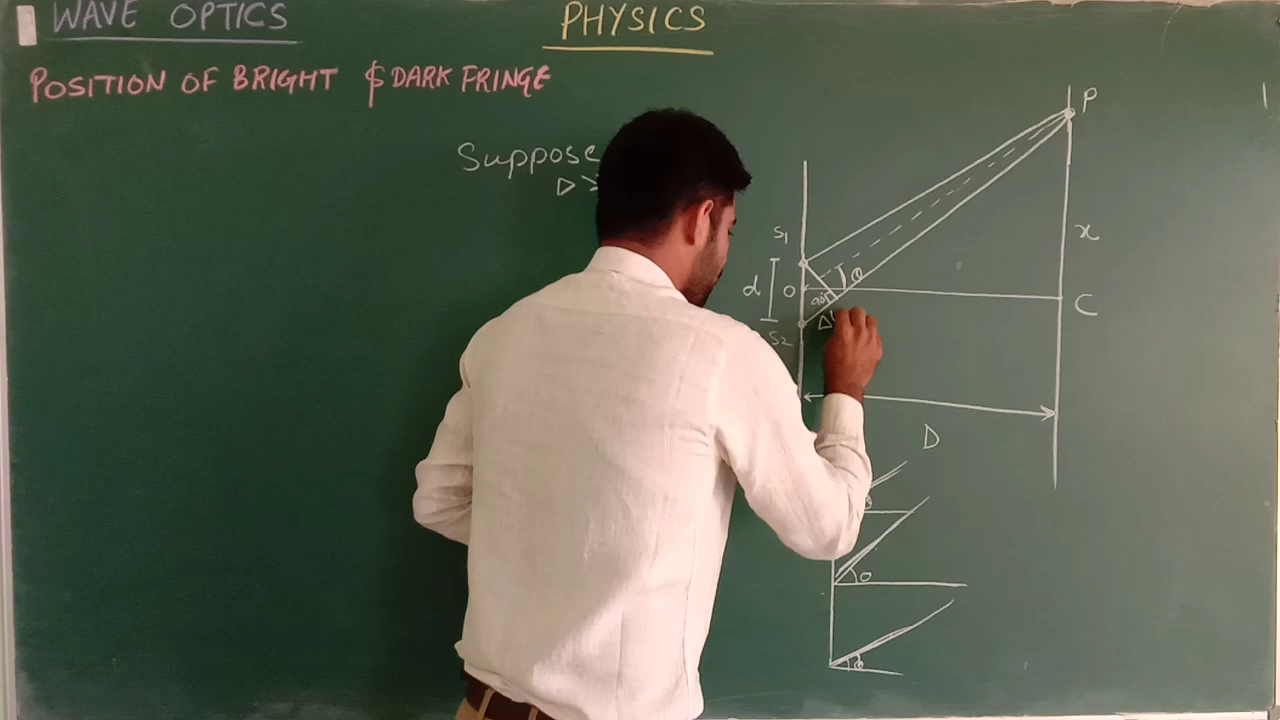 WAVE OPTICS
PHYSICS
POSITION OF BRIGHT & DARK FRINGE
Suppose
D >
P
x
S1
θ
d
O
90°
C
Δ
S2
D
θ
θ
θ